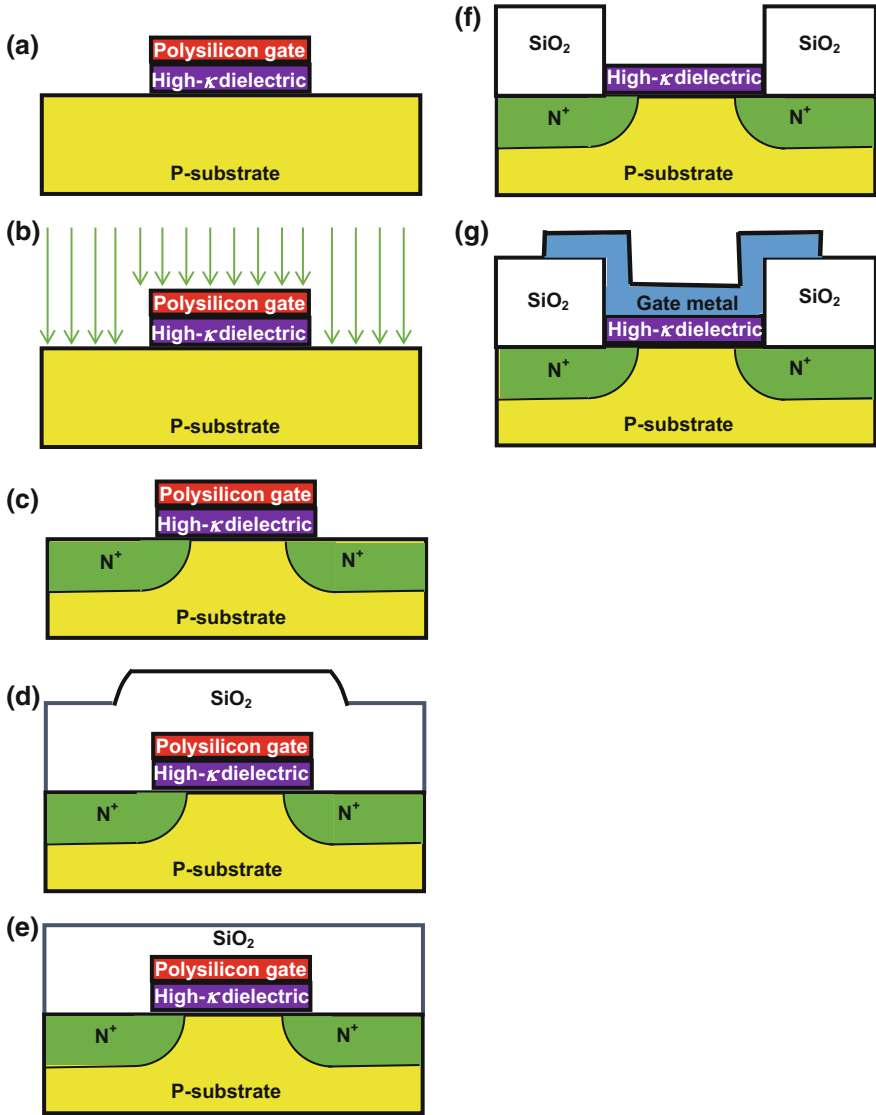 (a)
Polysilicon gate
High-κ dielectric
P-substrate
(b)
Polysilicon gate
High-κ dielectric
P-substrate
(c)
Polysilicon gate
High-κ dielectric
N⁺ N⁺
P-substrate
(d)
SiO₂
Polysilicon gate
High-κ dielectric
N⁺ N⁺
P-substrate
(e)
SiO₂
Polysilicon gate
High-κ dielectric
N⁺ N⁺
P-substrate
(f)
SiO₂ SiO₂
High-κ dielectric
N⁺ N⁺
P-substrate
(g)
SiO₂ SiO₂
Gate metal
High-κ dielectric
N⁺ N⁺
P-substrate